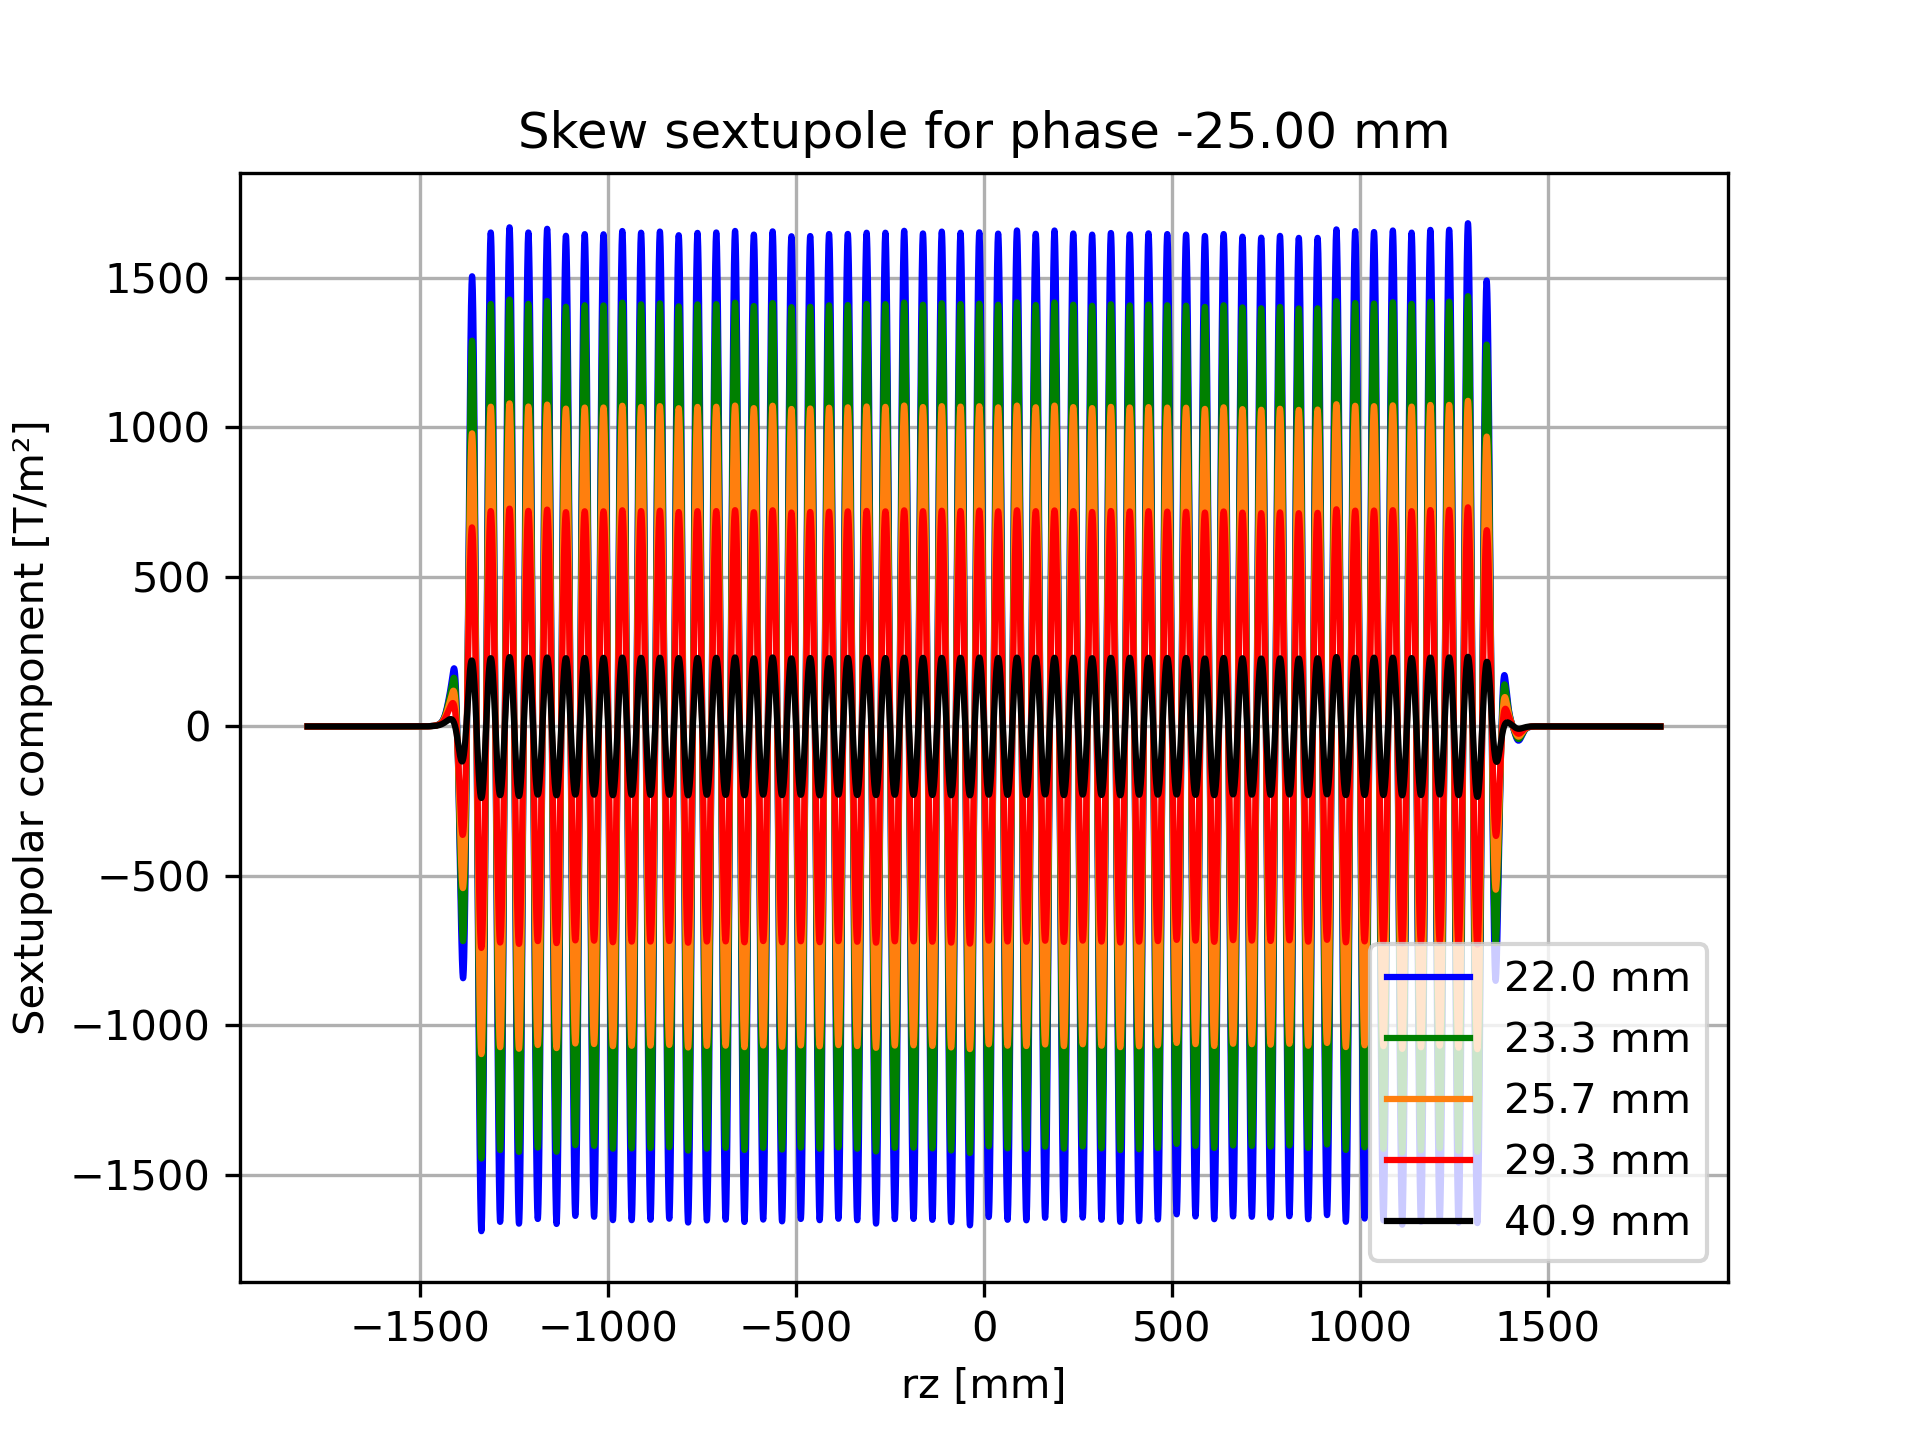 Skew sextupole for phase -25.00 mm
Sextupolar component [T/m²]
1500
1000
500
0
−500
−1000
−1500
22.0 mm
23.3 mm
25.7 mm
29.3 mm
40.9 mm
−1500 −1000 −500 0 500 1000 1500
rz [mm]